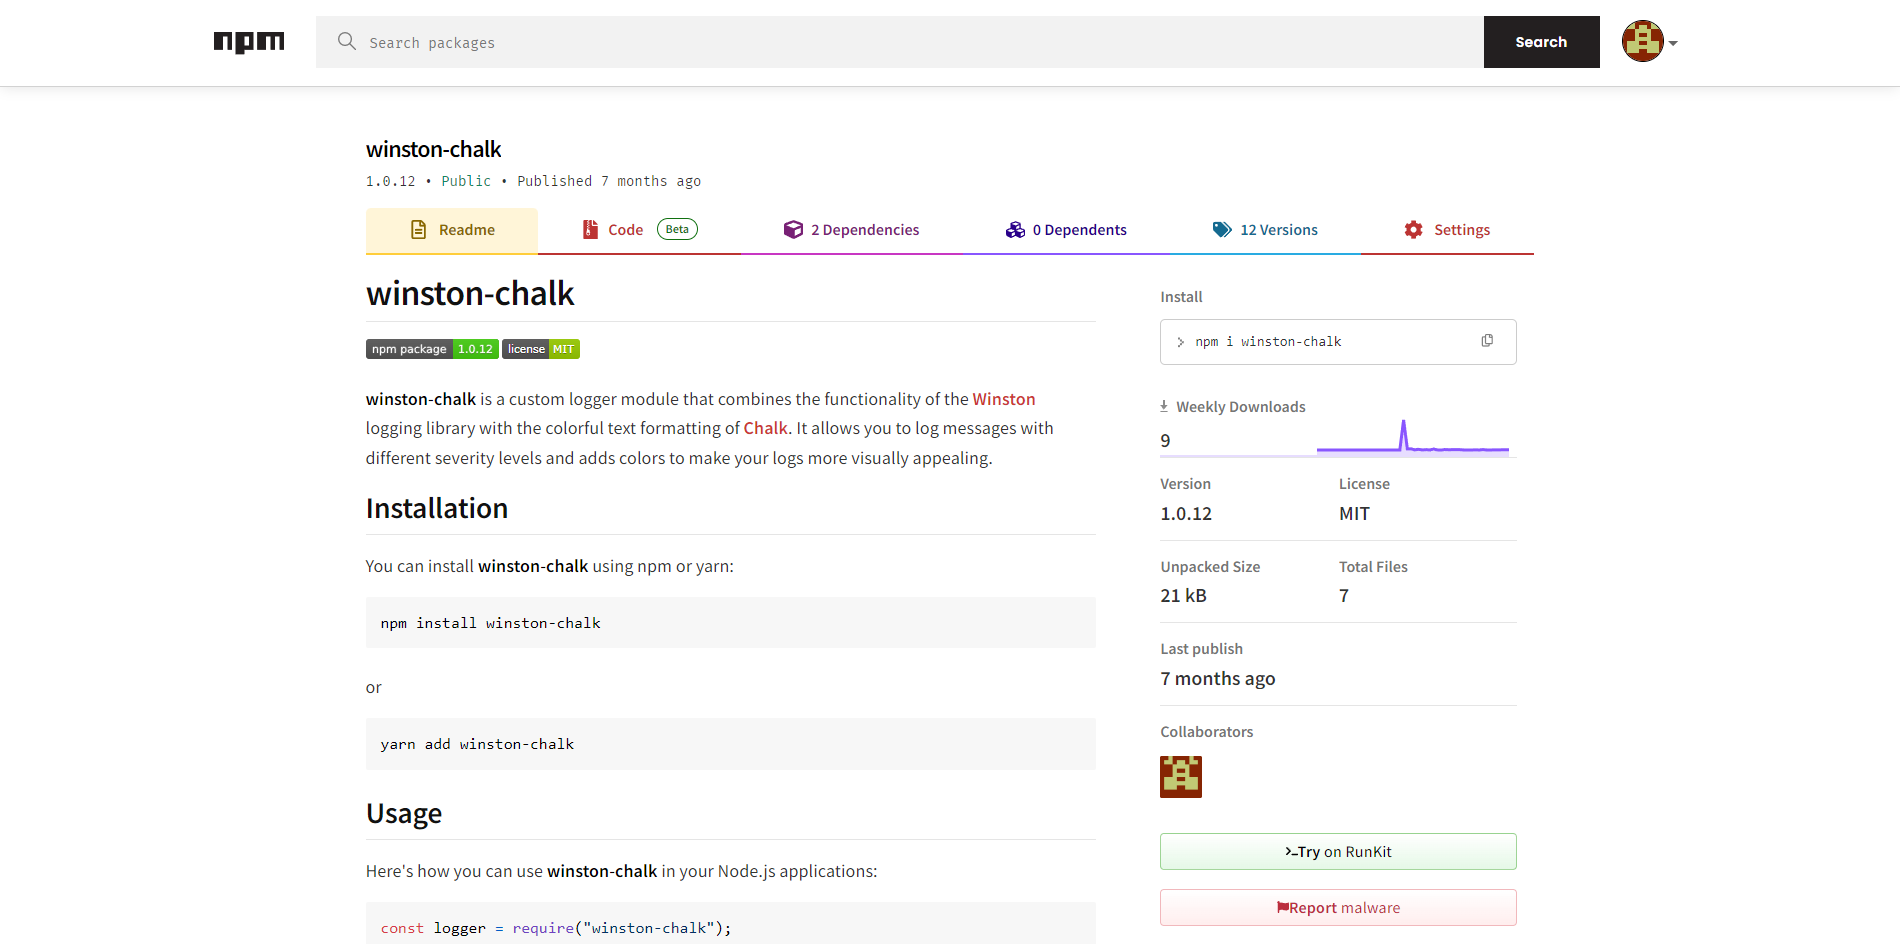 npm
Search packages
Search
winston-chalk
1.0.12 • Public • Published 7 months ago
Readme
Code Beta
2 Dependencies
0 Dependents
12 Versions
Settings
winston-chalk
npm package 1.0.12 license MIT
winston-chalk is a custom logger module that combines the functionality of the Winston
logging library with the colorful text formatting of Chalk. It allows you to log messages with
different severity levels and adds colors to make your logs more visually appealing.
Installation
You can install winston-chalk using npm or yarn:
npm install winston-chalk
or
yarn add winston-chalk
Usage
Here's how you can use winston-chalk in your Node.js applications:
const logger = require("winston-chalk");
Install
> npm i winston-chalk
Weekly Downloads
9
Version
1.0.12
License
MIT
Unpacked Size
21 kB
Total Files
7
Last publish
7 months ago
Collaborators
Try on RunKit
Report malware